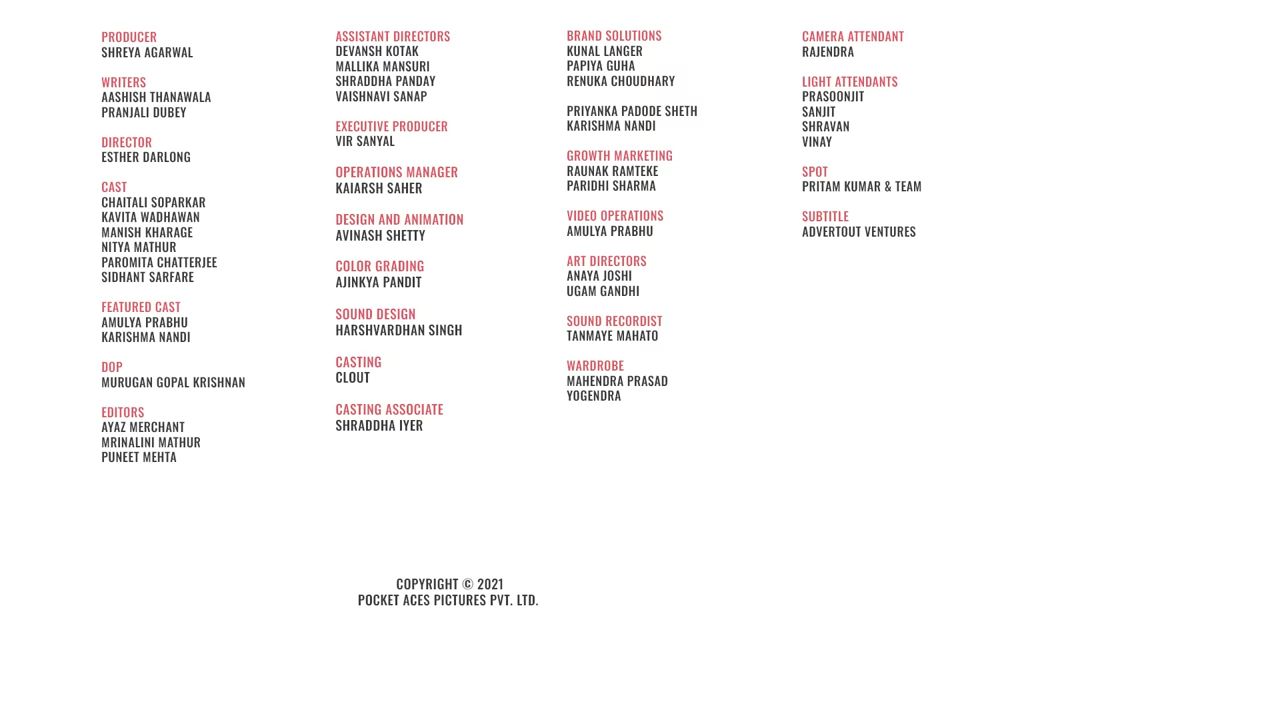 PRODUCER
SHREYA AGARWAL
WRITERS
AASHISH THANAWALA
PRANJALI DUBEY
DIRECTOR
ESTHER DARLONG
CAST
CHAITALI SOPARKAR
KAVITA WADHAWAN
MANISH KHARAGE
NITYA MATHUR
PAROMITA CHATTERJEE
SIDHANT SARFARE
FEATURED CAST
AMULYA PRABHU
KARISHMA NANDI
DOP
MURUGAN GOPAL KRISHNAN
EDITORS
AYAZ MERCHANT
MRINALINI MATHUR
PUNEET MEHTA
ASSISTANT DIRECTORS
DEVANSH KOTAK
MALLIKA MANSURI
SHRADDHA PANDAY
VAISHNAVI SANAP
EXECUTIVE PRODUCER
VIR SANYAL
OPERATIONS MANAGER
KAIARSH SAHER
DESIGN AND ANIMATION
AVINASH SHETTY
COLOR GRADING
AJINKYA PANDIT
SOUND DESIGN
HARSHVARDHAN SINGH
CASTING
CLOUT
CASTING ASSOCIATE
SHRADDHA IYER
BRAND SOLUTIONS
KUNAL LANGER
PAPIYA GUHA
RENUKA CHOUDHARY
PRIYANKA PADODE SHETH
KARISHMA NANDI
GROWTH MARKETING
RAUNAK RAMTEKE
PARIDHI SHARMA
VIDEO OPERATIONS
AMULYA PRABHU
ART DIRECTORS
ANAYA JOSHI
UGAM GANDHI
SOUND RECORDIST
TANMAYE MAHATO
WARDROBE
MAHENDRA PRASAD
YOGENDRA
CAMERA ATTENDANT
RAJENDRA
LIGHT ATTENDANTS
PRASOONJIT
SANJIT
SHRAVAN
VINAY
SPOT
PRITAM KUMAR & TEAM
SUBTITLE
ADVERTOUT VENTURES
COPYRIGHT © 2021
POCKET ACES PICTURES PVT. LTD.